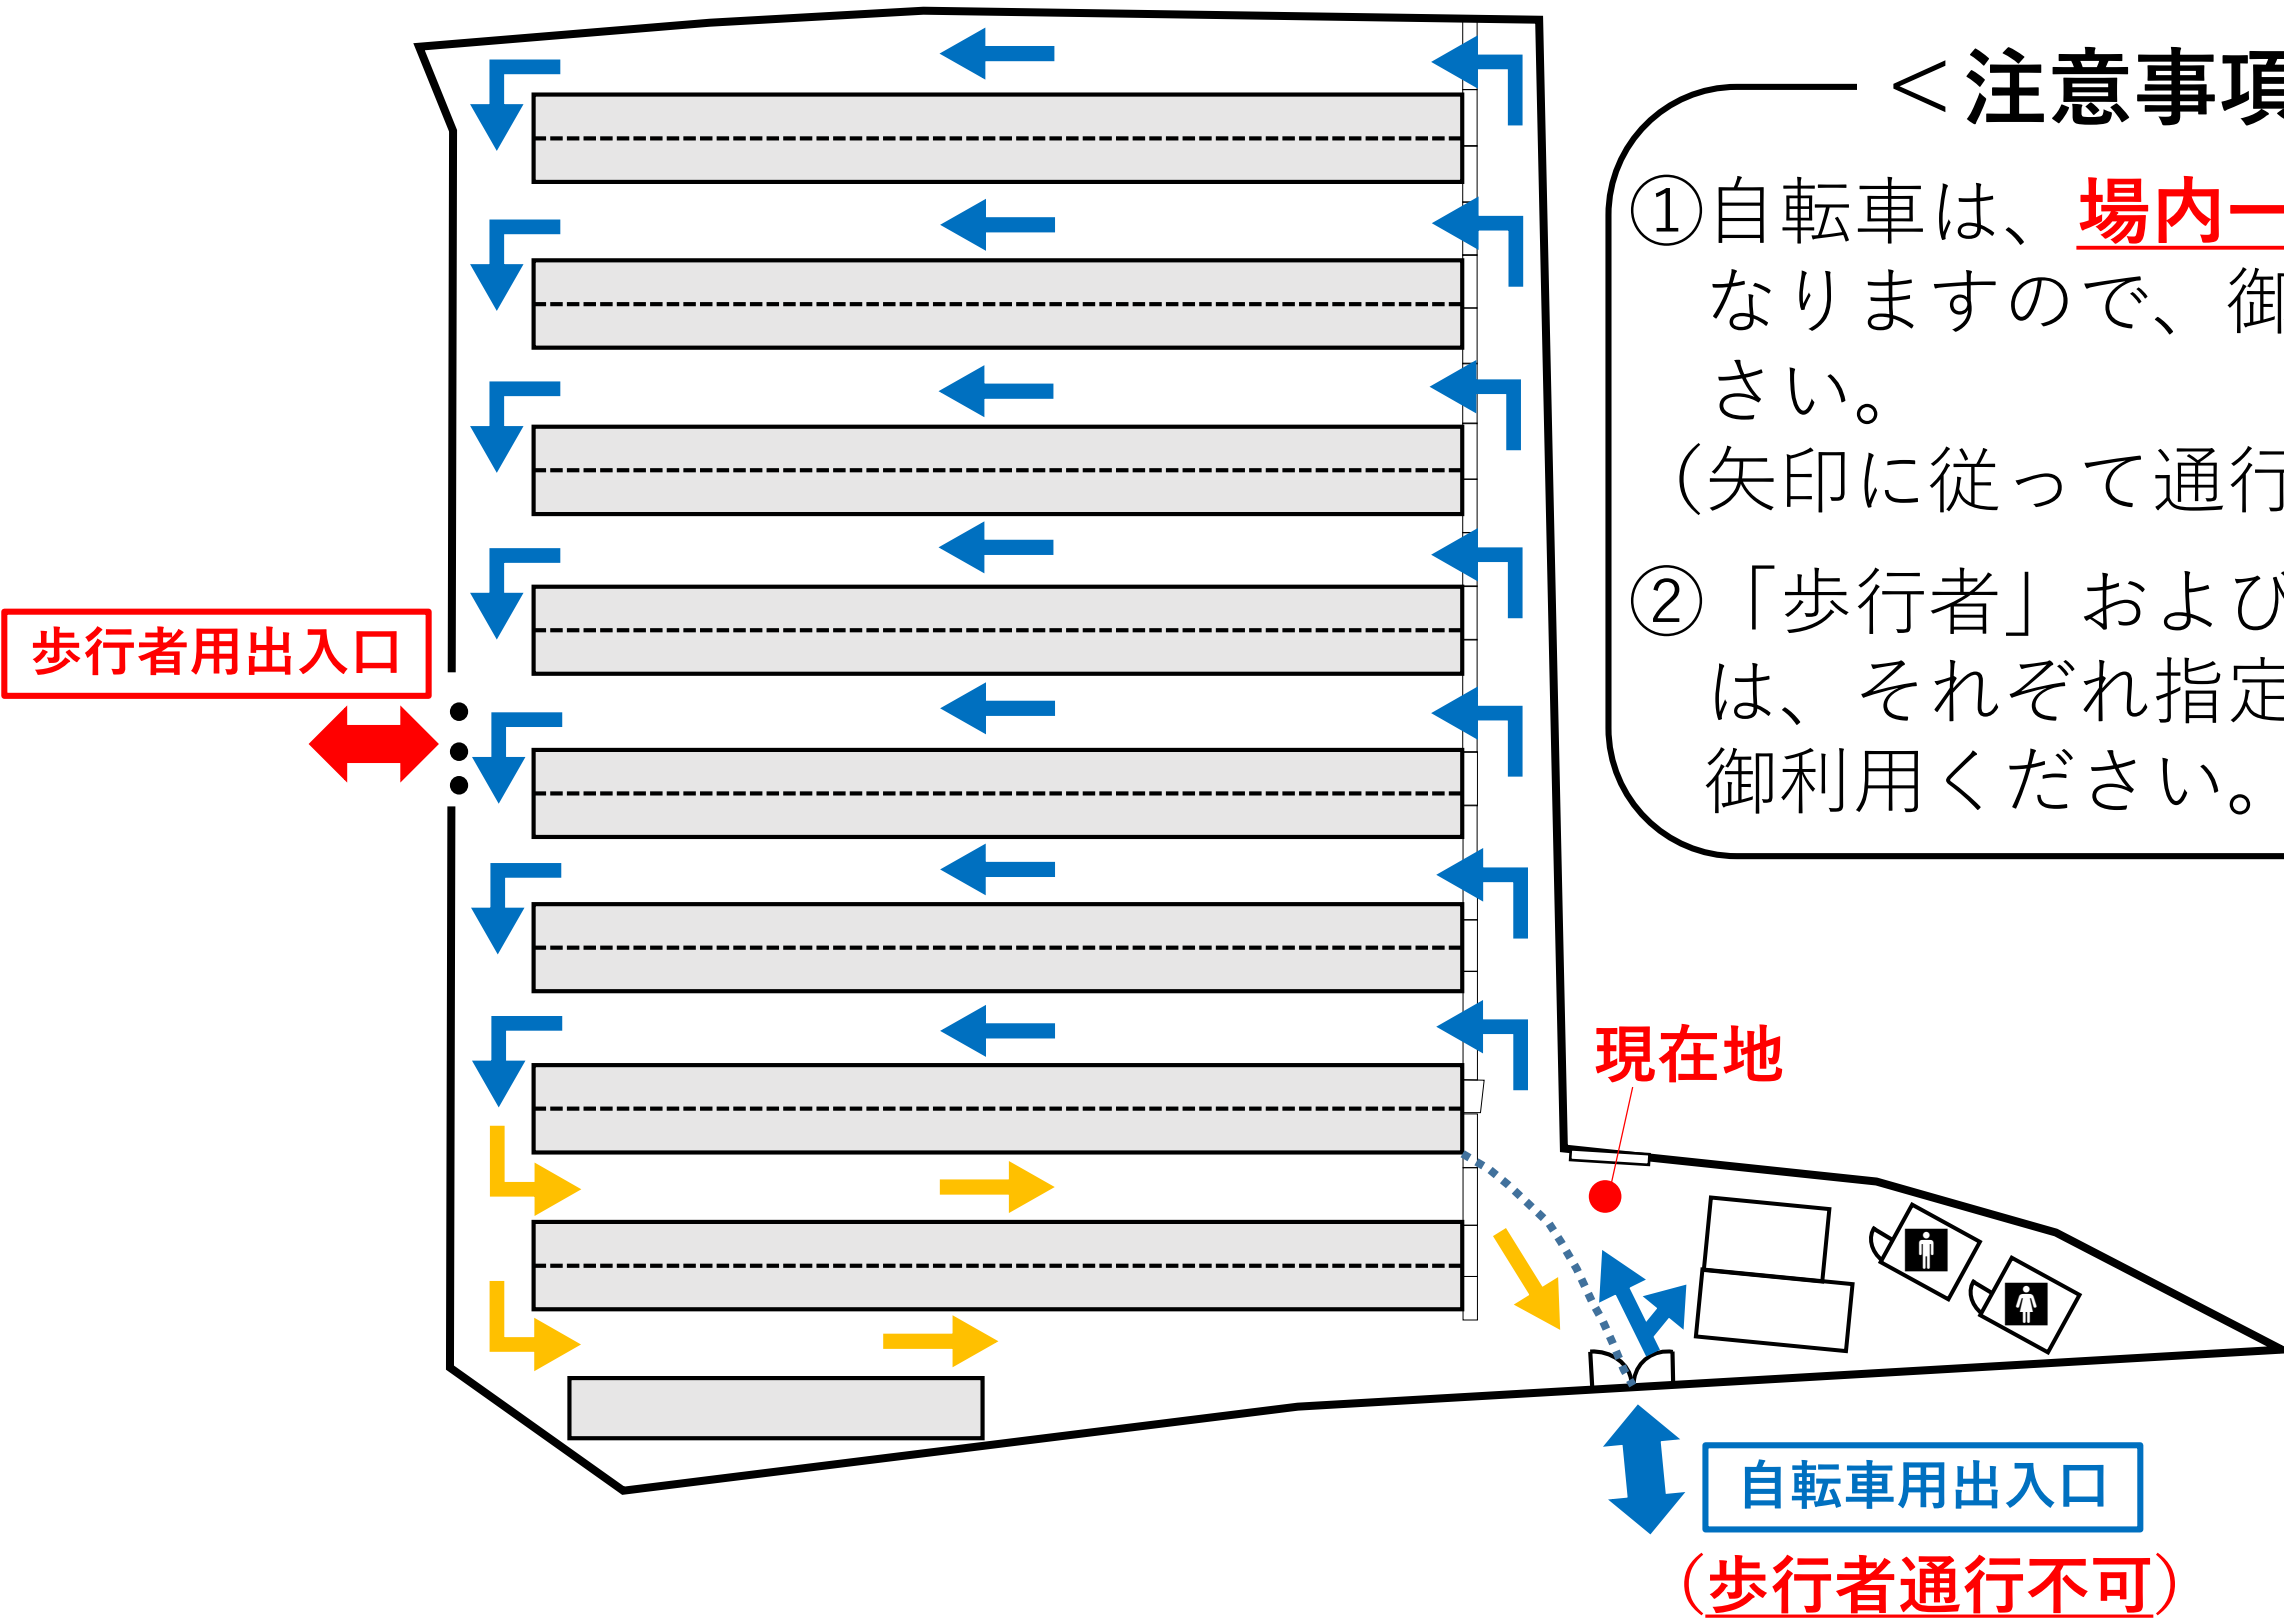 ＜注意事項
①自転車は、場内一
なりますので、御
さい。
（矢印に従って通行
②「歩行者」および
は、それぞれ指定
御利用ください。
歩行者用出入口
現在地
自転車用出入口
（歩行者通行不可）